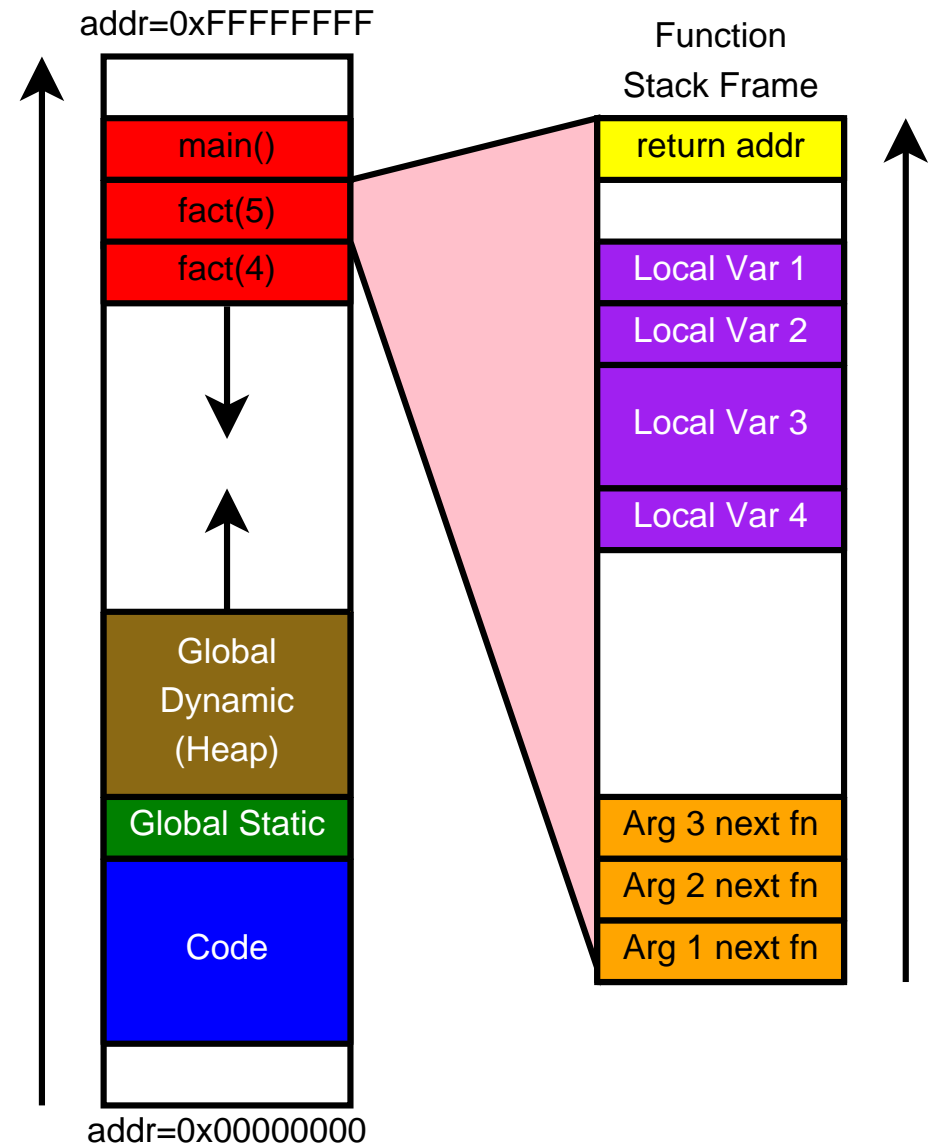 addr=0xFFFFFFFF
main()
fact(5)
fact(4)
Global
Dynamic
(Heap)
Global Static
Code
addr=0x00000000
Function
Stack Frame
return addr
Local Var 1
Local Var 2
Local Var 3
Local Var 4
Arg 3 next fn
Arg 2 next fn
Arg 1 next fn